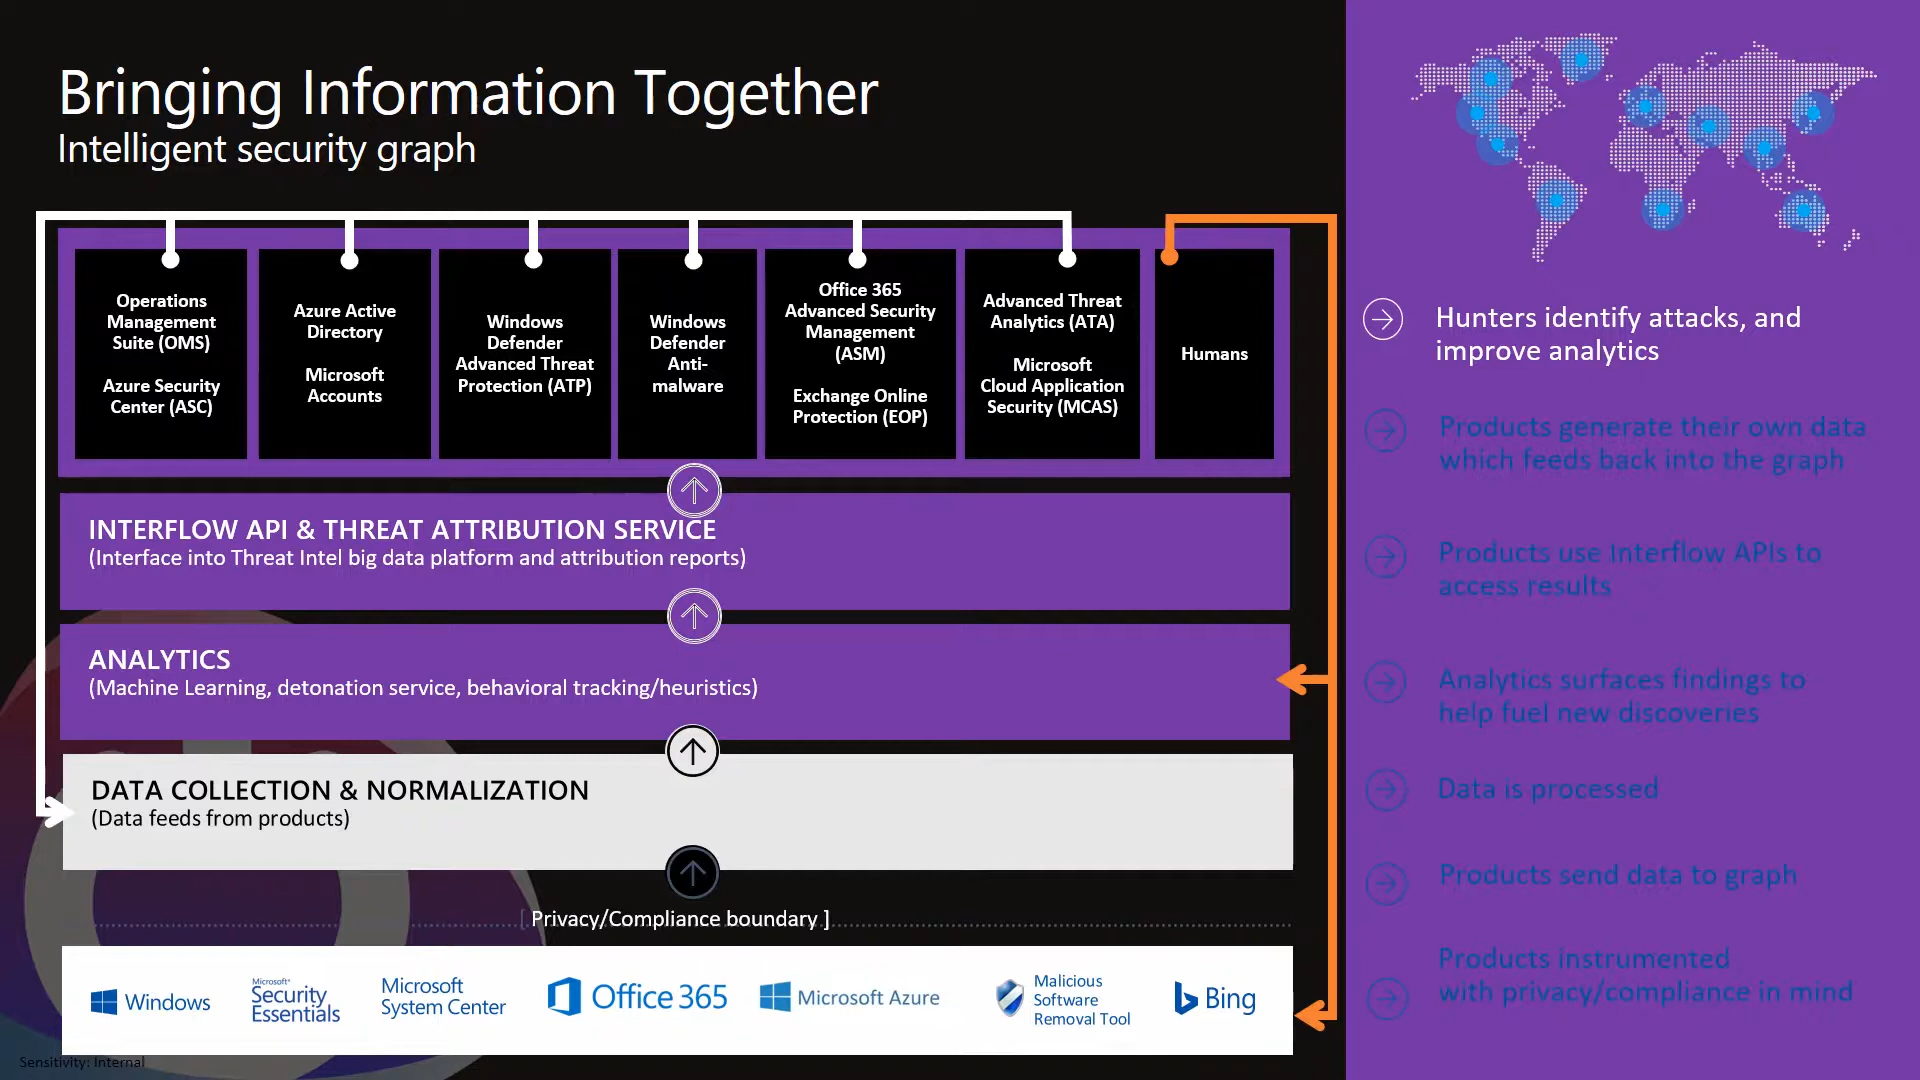 Bringing Information Together
Intelligent security graph
Operations
Management
Suite (OMS)
Azure Security
Center (ASC)
Azure Active
Directory
Microsoft
Accounts
Windows
Defender
Advanced Threat
Protection (ATP)
Windows
Defender
Anti-
malware
Office 365
Advanced Security
Management
(ASM)
Exchange Online
Protection (EOP)
Advanced Threat
Analytics (ATA)
Microsoft
Cloud Application
Security (MCAS)
Humans
INTERFLOW API & THREAT ATTRIBUTION SERVICE
(Interface into Threat Intel big data platform and attribution reports)
ANALYTICS
(Machine Learning, detonation service, behavioral tracking/heuristics)
DATA COLLECTION & NORMALIZATION
(Data feeds from products)
[ Privacy/Compliance boundary ]
Windows
Microsoft®
Security
Essentials
Microsoft
System Center
Office 365
Microsoft Azure
Malicious
Software
Removal Tool
Bing
Sensitivity: Internal
Hunters identify attacks, and
improve analytics
Products generate their own data
which feeds back into the graph
Products use Interflow APIs to
access results
Analytics surfaces findings to
help fuel new discoveries
Data is processed
Products send data to graph
Products instrumented
with privacy/compliance in mind